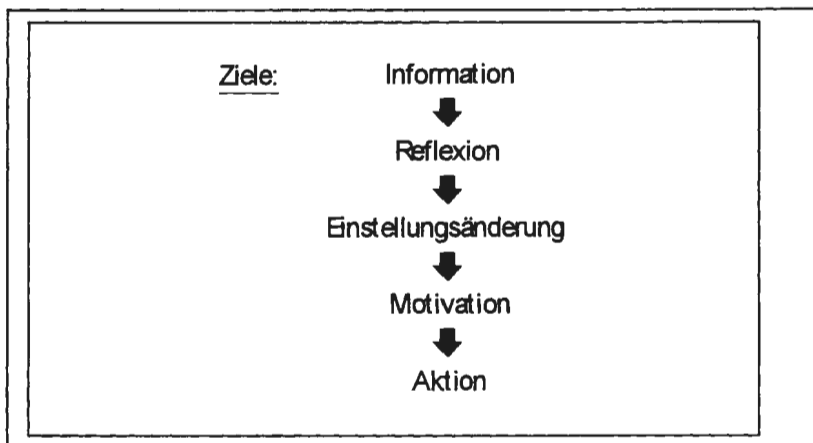 Ziele: Information
Reflexion
Einstellungsänderung
Motivation
Aktion